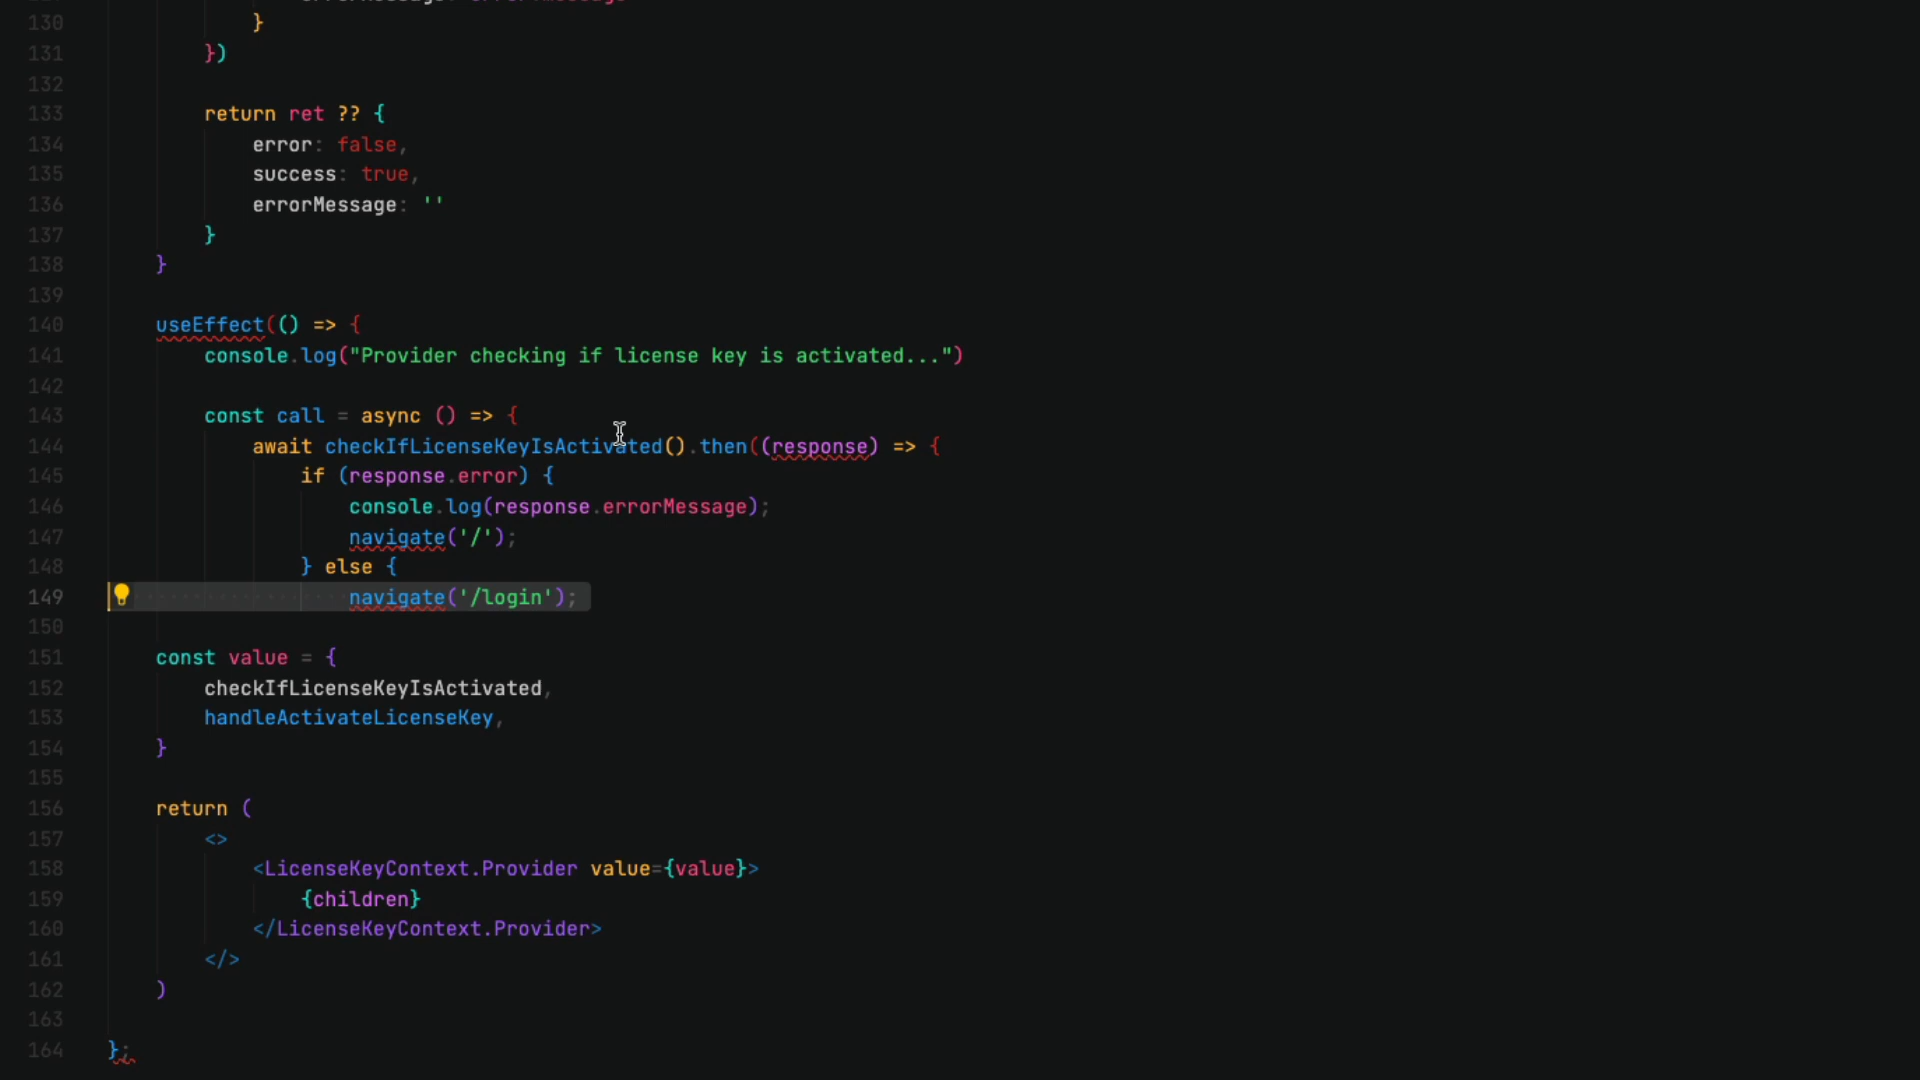 130 }
131 })
132
133 return ret ?? {
134 error: false,
135 success: true,
136 errorMessage: ''
137 }
138 }
139
140 useEffect(() => {
141 console.log("Provider checking if license key is activated...")
142
143 const call = async () => {
144 await checkIfLicenseKeyIsActivated().then((response) => {
145 if (response.error) {
146 console.log(response.errorMessage);
147 navigate('/');
148 } else {
149 navigate('/login');
150
151 const value = {
152 checkIfLicenseKeyIsActivated,
153 handleActivateLicenseKey,
154 }
155
156 return (
157 <>
158 <LicenseKeyContext.Provider value={value}>
159 {children}
160 </LicenseKeyContext.Provider>
161 </>
162 )
163
164 };